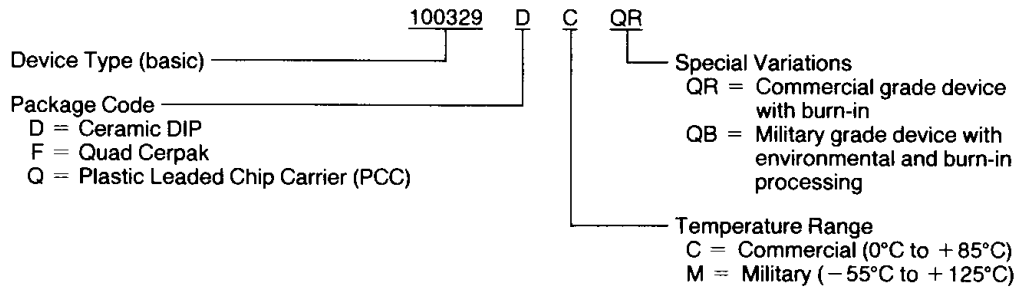 100329 D C QR
Device Type (basic)
Package Code
D = Ceramic DIP
F = Quad Cerpak
Q = Plastic Leaded Chip Carrier (PCC)
Special Variations
QR = Commercial grade device
with burn-in
QB = Military grade device with
environmental and burn-in
processing
Temperature Range
C = Commercial (0°C to +85°C)
M = Military (−55°C to +125°C)